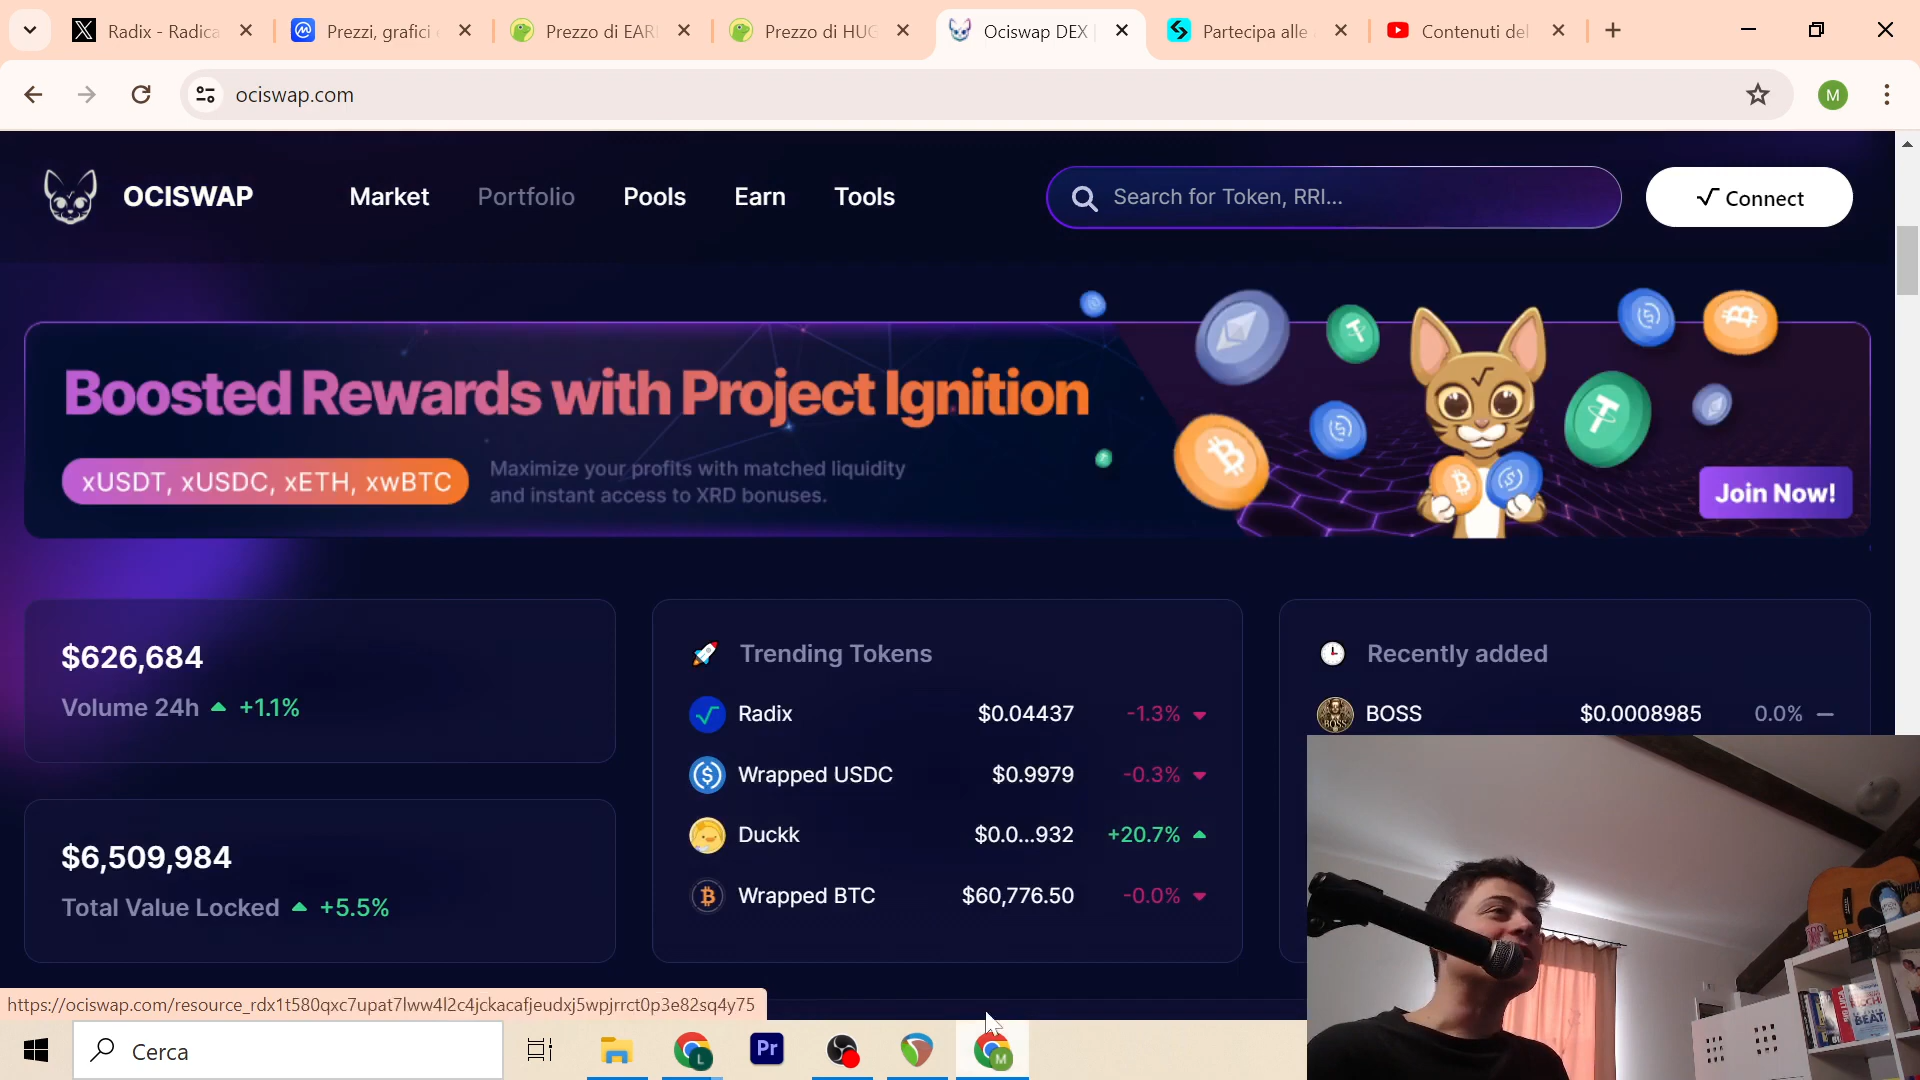 Radix - Radica
Prezzi, grafici
Prezzo di EAR
Prezzo di HUG
Ociswap DEX
Partecipa alle
Contenuti del
ociswap.com
M
OCISWAP
Market
Portfolio
Pools
Earn
Tools
Search for Token, RRI...
Connect
Boosted Rewards with Project Ignition
xUSDT, xUSDC, xETH, xwBTC
Maximize your profits with matched liquidity
and instant access to XRD bonuses.
Join Now!
$626,684
Volume 24h +1.1%
$6,509,984
Total Value Locked +5.5%
Trending Tokens
Radix $0.04437 -1.3%
Wrapped USDC $0.9979 -0.3%
Duckk $0.0...932 +20.7%
Wrapped BTC $60,776.50 -0.0%
Recently added
BOSS $0.0008985 0.0%
https://ociswap.com/resource_rdx1t580qxc7upat7lww4l2c4jckacafjeudxj5wpjrrct0p3e82sq4y75
Cerca
L
Pr
M
BEAT